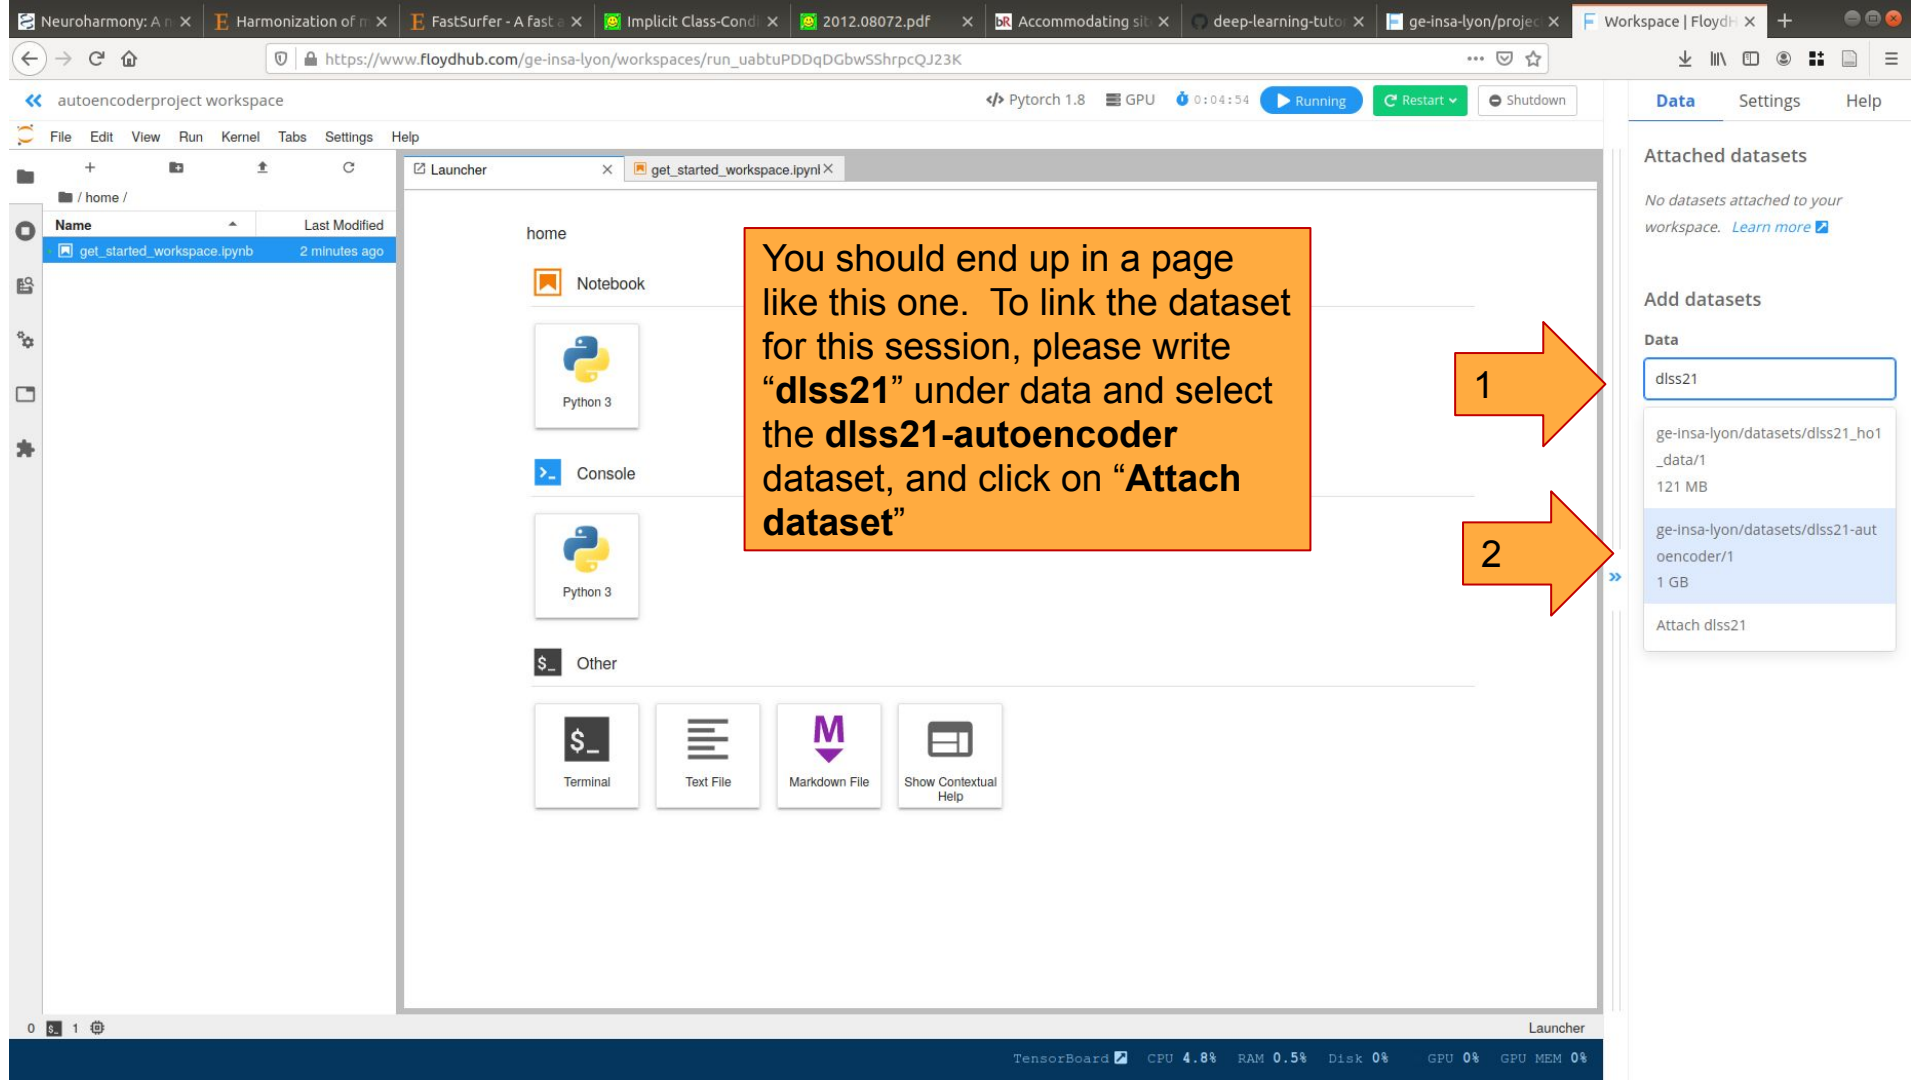 Neuroharmony: A n
Harmonization of m
FastSurfer - A fast a
Implicit Class-Condi
2012.08072.pdf
bR Accommodating sit
deep-learning-tutor
ge-insa-lyon/projec
Workspace | FloydH
https://www.floydhub.com/ge-insa-lyon/workspaces/run_uabtuPDDqDGbwSShrpcQJ23K
autoencoderproject workspace
</> Pytorch 1.8 GPU 0:04:54 Running Restart Shutdown
Data Settings Help
File Edit View Run Kernel Tabs Settings Help
/ home /
Name Last Modified
get_started_workspace.ipynb 2 minutes ago
Launcher
get_started_workspace.ipynl
home
Notebook
Python 3
Console
Python 3
Other
$_
Terminal
Text File
Markdown File
Show Contextual
Help
You should end up in a page
like this one. To link the dataset
for this session, please write
“dlss21” under data and select
the dlss21-autoencoder
dataset, and click on “Attach
dataset”
1
2
Attached datasets
No datasets attached to your
workspace. Learn more
Add datasets
Data
dlss21
ge-insa-lyon/datasets/dlss21_ho1
_data/1
121 MB
ge-insa-lyon/datasets/dlss21-aut
oencoder/1
1 GB
Attach dlss21
0 $_ 1
Launcher
TensorBoard CPU 4.8% RAM 0.5% Disk 0% GPU 0% GPU MEM 0%